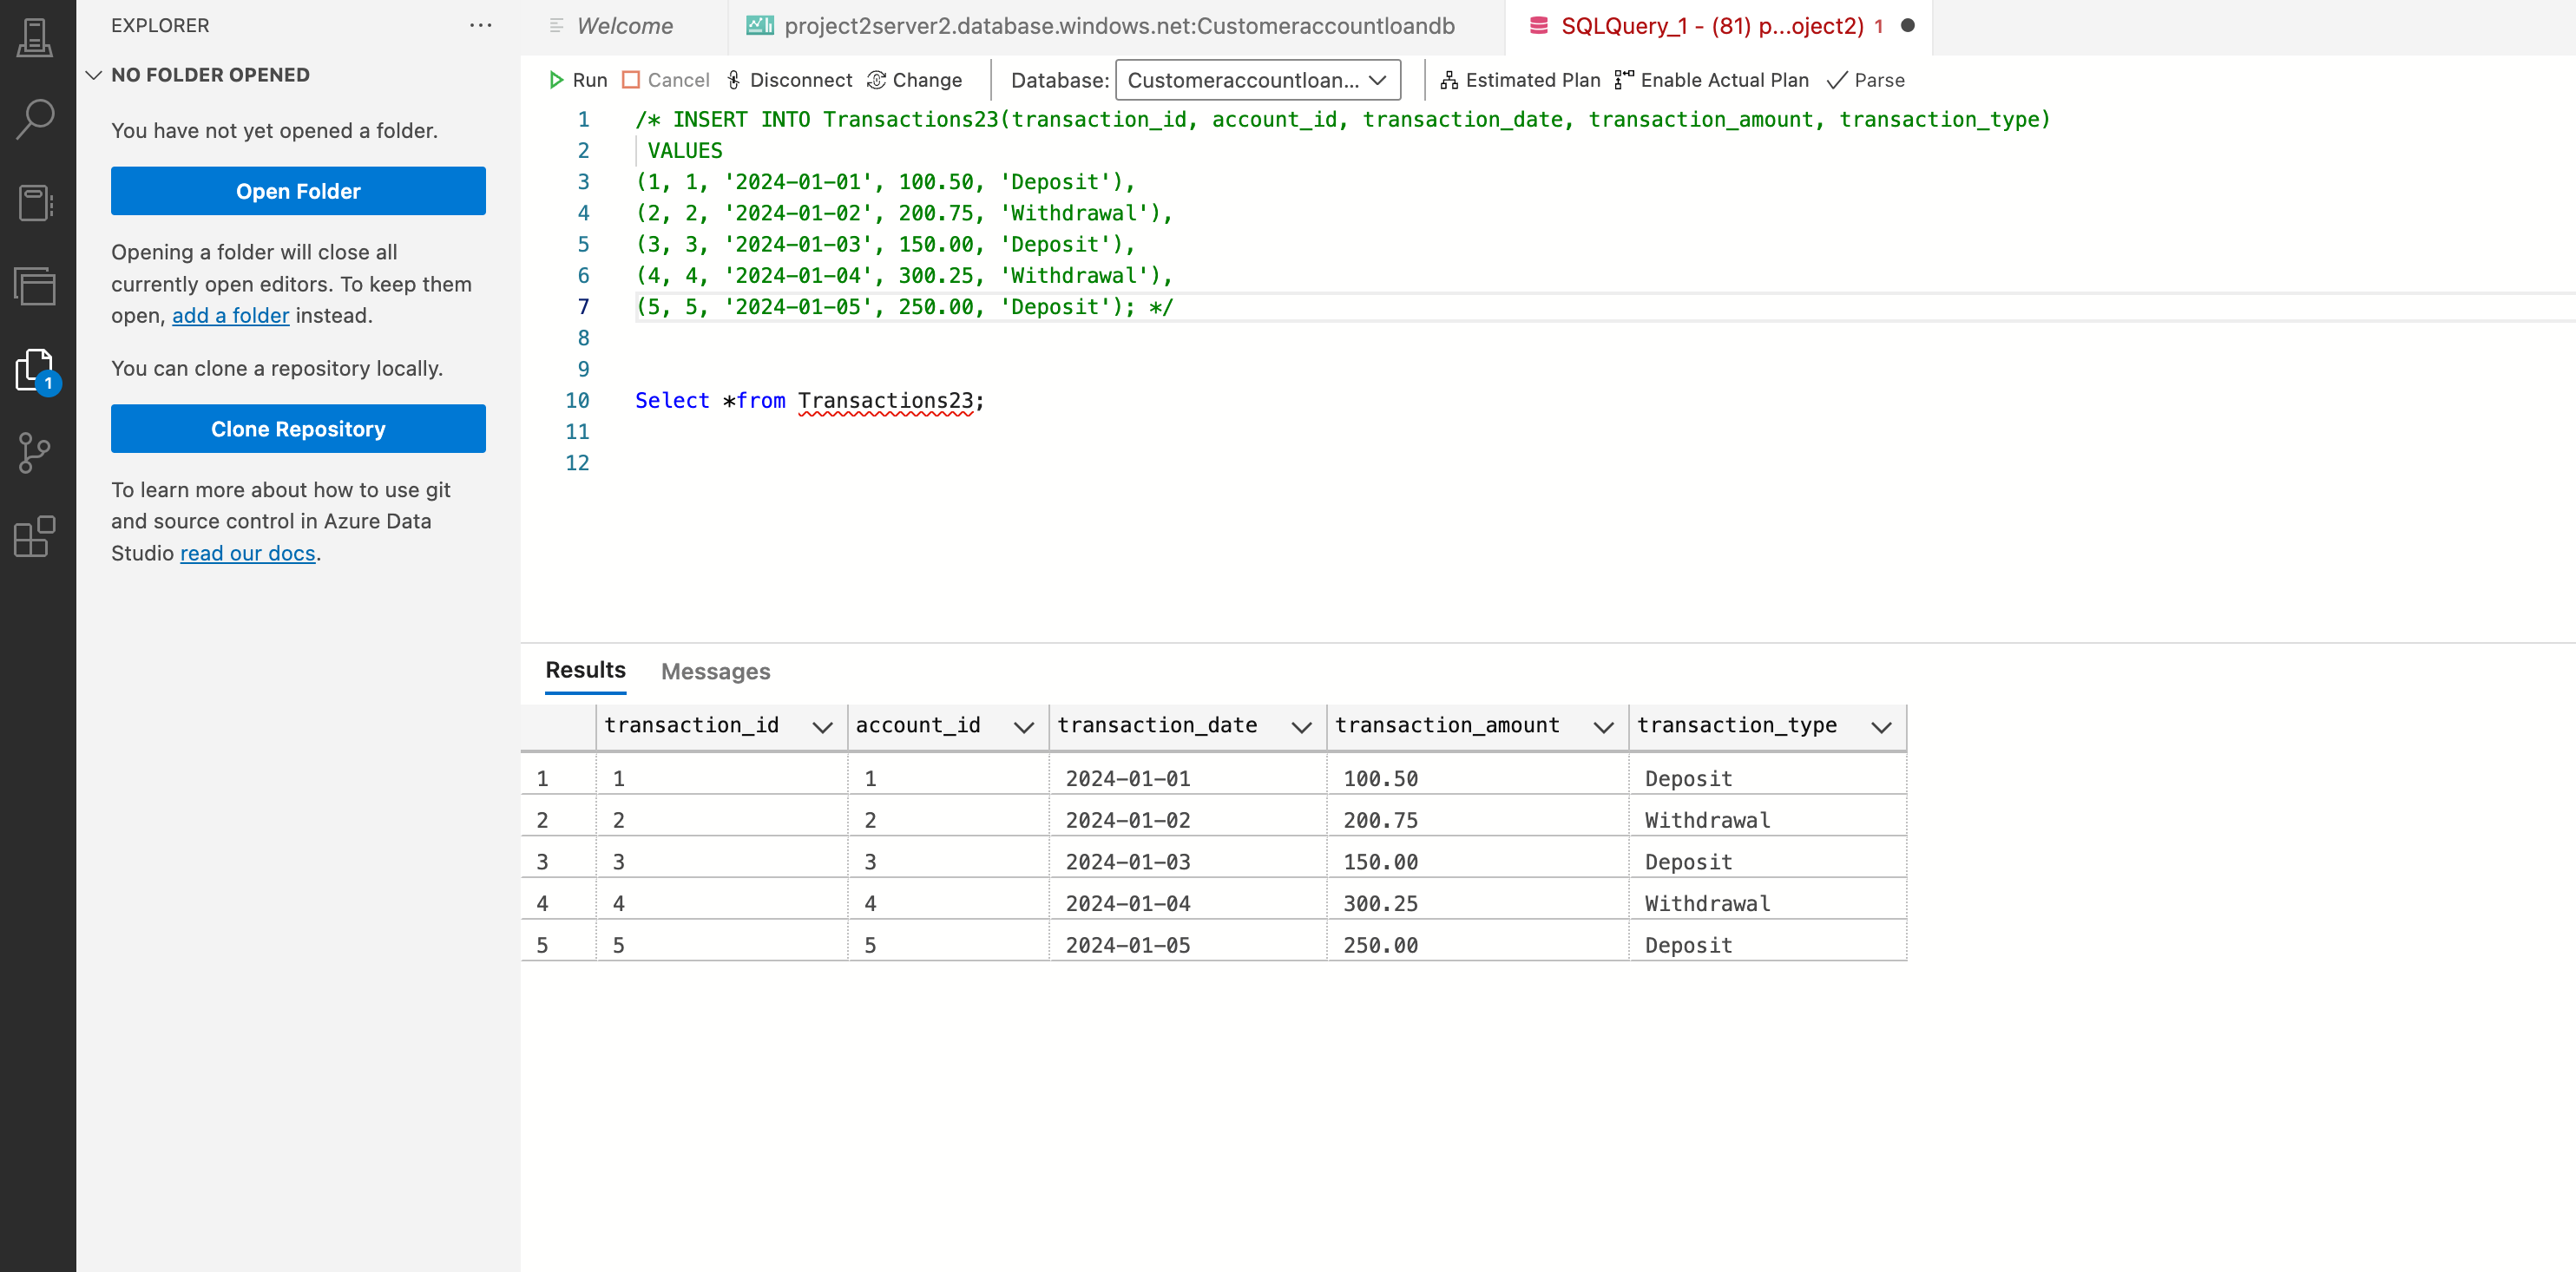 EXPLORER
NO FOLDER OPENED
You have not yet opened a folder.
Open Folder
Opening a folder will close all
currently open editors. To keep them
open, add a folder instead.
You can clone a repository locally.
Clone Repository
To learn more about how to use git
and source control in Azure Data
Studio read our docs.
1
Welcome
project2server2.database.windows.net:Customeraccountloandb
SQLQuery_1 - (81) p...oject2) 1
Run Cancel Disconnect Change Database: Customeraccountloan... Estimated Plan Enable Actual Plan Parse
1 /* INSERT INTO Transactions23(transaction_id, account_id, transaction_date, transaction_amount, transaction_type)
2 VALUES
3 (1, 1, '2024-01-01', 100.50, 'Deposit'),
4 (2, 2, '2024-01-02', 200.75, 'Withdrawal'),
5 (3, 3, '2024-01-03', 150.00, 'Deposit'),
6 (4, 4, '2024-01-04', 300.25, 'Withdrawal'),
7 (5, 5, '2024-01-05', 250.00, 'Deposit'); */
8
9
10 Select *from Transactions23;
11
12
Results Messages
transaction_id account_id transaction_date transaction_amount transaction_type
1 1 1 2024-01-01 100.50 Deposit
2 2 2 2024-01-02 200.75 Withdrawal
3 3 3 2024-01-03 150.00 Deposit
4 4 4 2024-01-04 300.25 Withdrawal
5 5 5 2024-01-05 250.00 Deposit